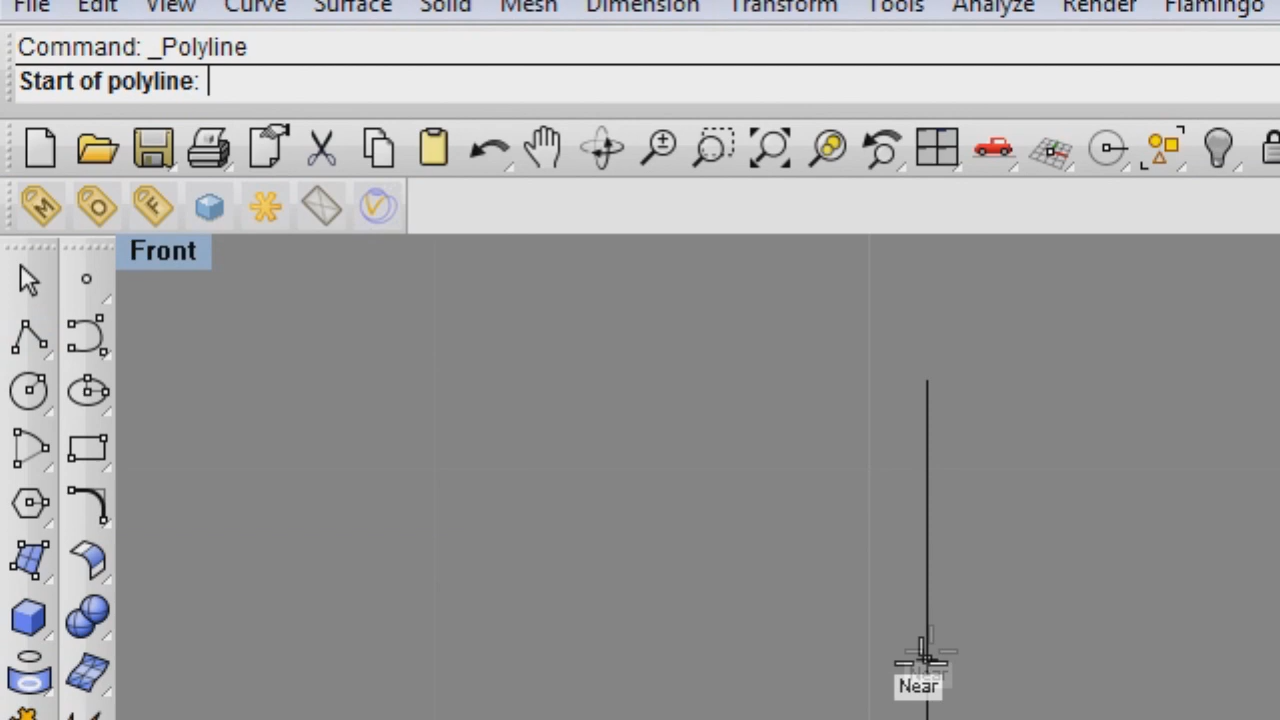 File Edit View Curve Surface Solid Mesh Dimension Transform Tools Analyze Render Flamingo
Command: _Polyline
Start of polyline:
M O F
Front
Near
Near